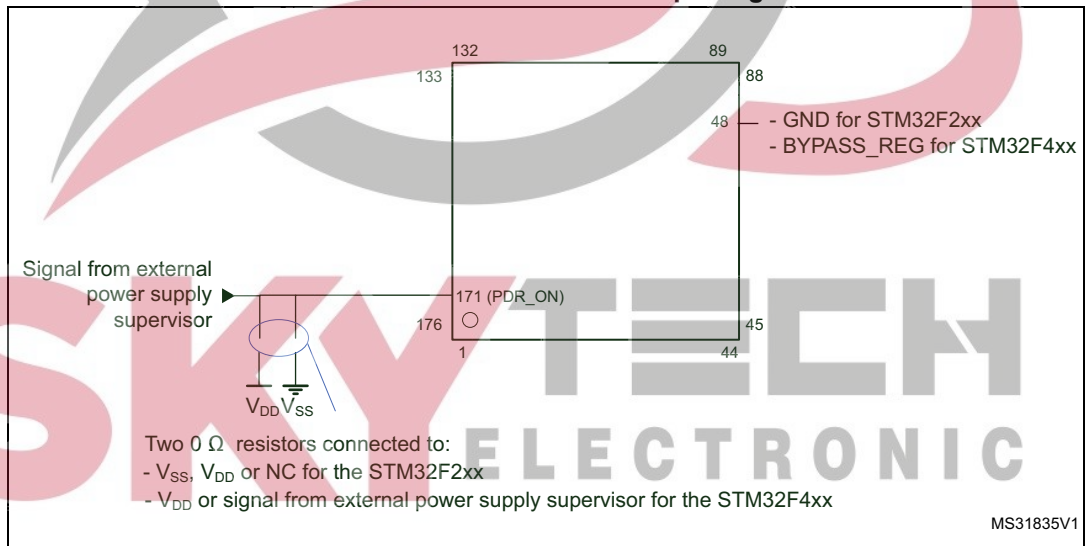 132
89
133
88
48
- GND for STM32F2xx
- BYPASS_REG for STM32F4xx
Signal from external
power supply
supervisor
171 (PDR_ON)
176
45
1
44
VDD VSS
Two 0 Ω resistors connected to:
- VSS, VDD or NC for the STM32F2xx
- VDD or signal from external power supply supervisor for the STM32F4xx
MS31835V1
SKY TECH
ELECTRONIC